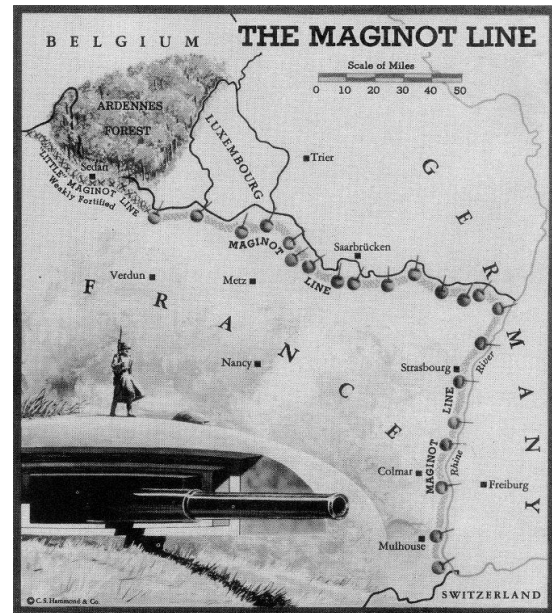 THE MAGINOT LINE
BELGIUM
Scale of Miles
0 10 20 30 40 50
ARDENNES
FOREST
LUXEMBOURG
Trier
GERMANY
Sedan
"LITTLE" MAGINOT LINE
Weakly Fortified
MAGINOT LINE
Saarbrücken
Verdun
Metz
FRANCE
Nancy
Strasbourg
River
Rhine
MAGINOT LINE
Colmar
Freiburg
Mulhouse
SWITZERLAND
© C.S. Hammond & Co.